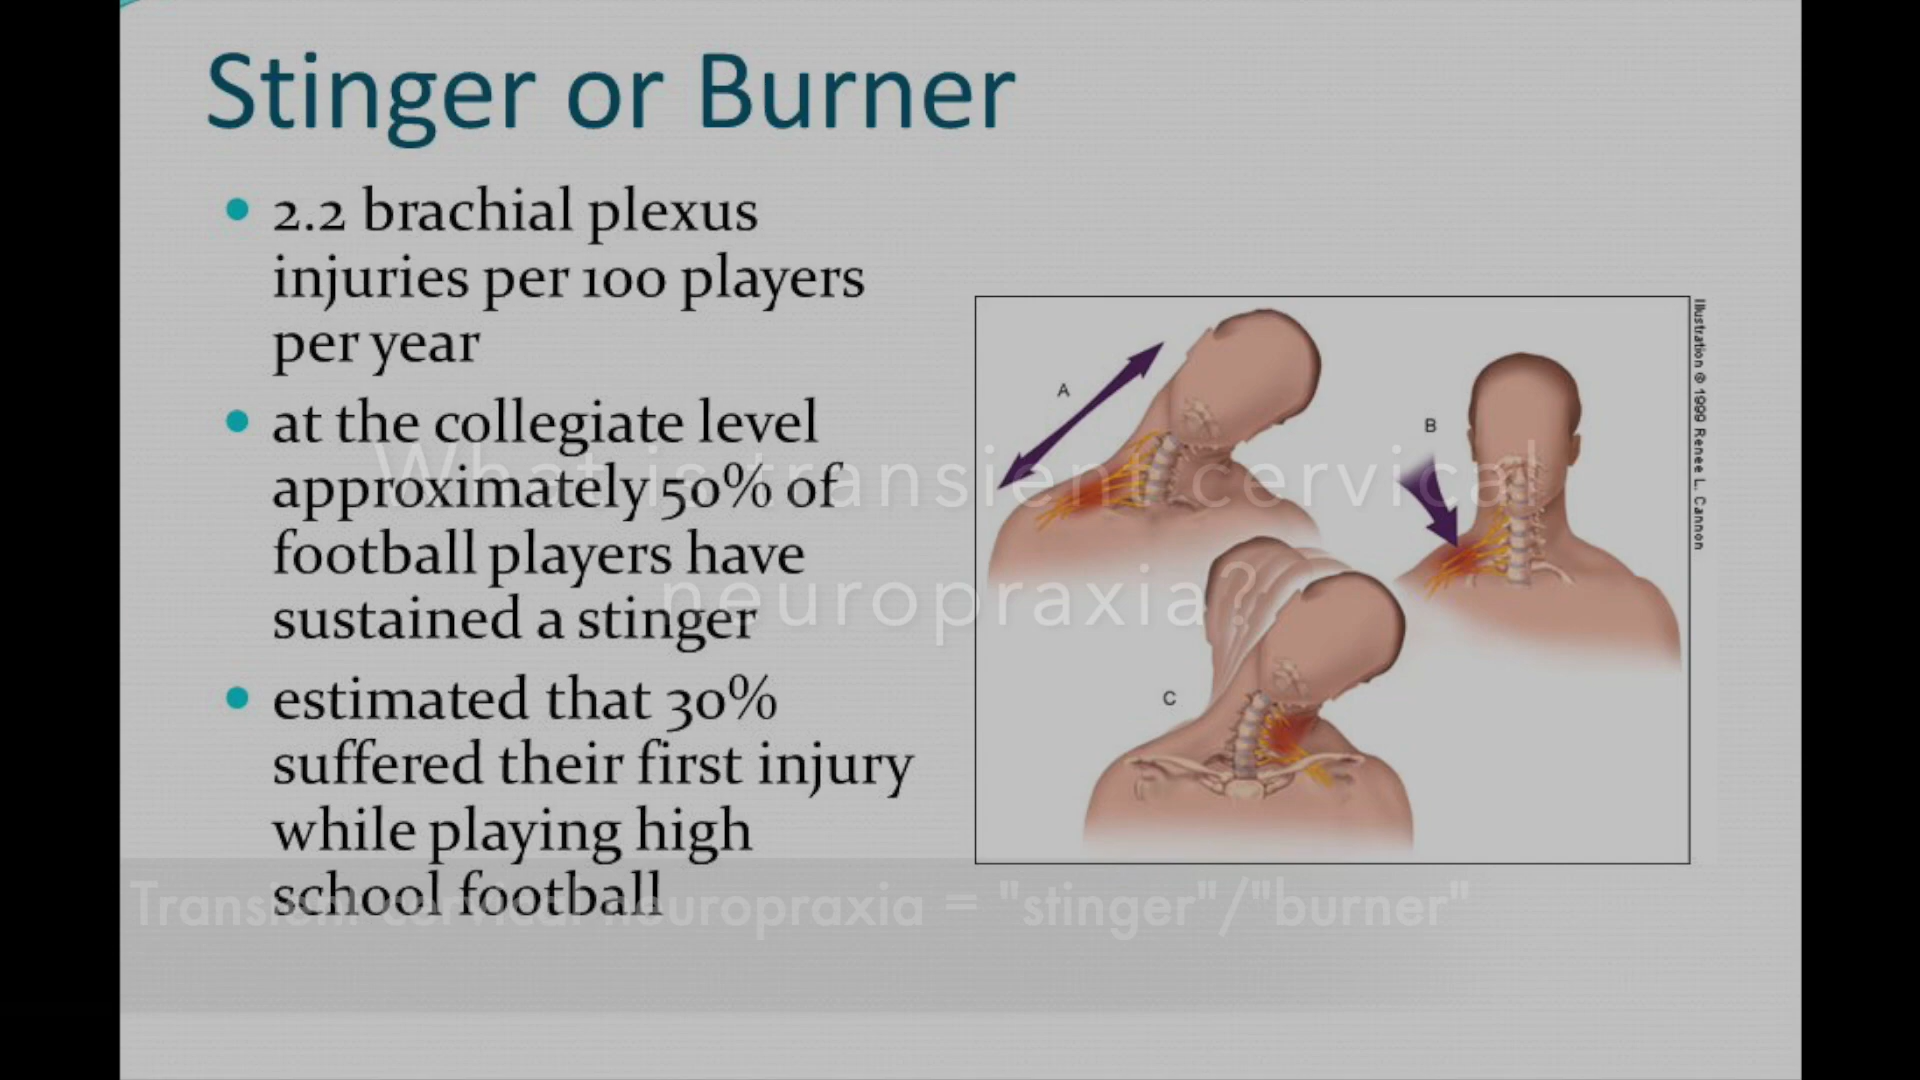 Stinger or Burner
2.2 brachial plexus
injuries per 100 players
per year
at the collegiate level
approximately 50% of
football players have
sustained a stinger
estimated that 30%
suffered their first injury
while playing high
school football
A
B
C
Illustration © 1999 Renee L. Cannon
What is transient cervical
neuropraxia?
Transient cervical neuropraxia = "stinger"/"burner"